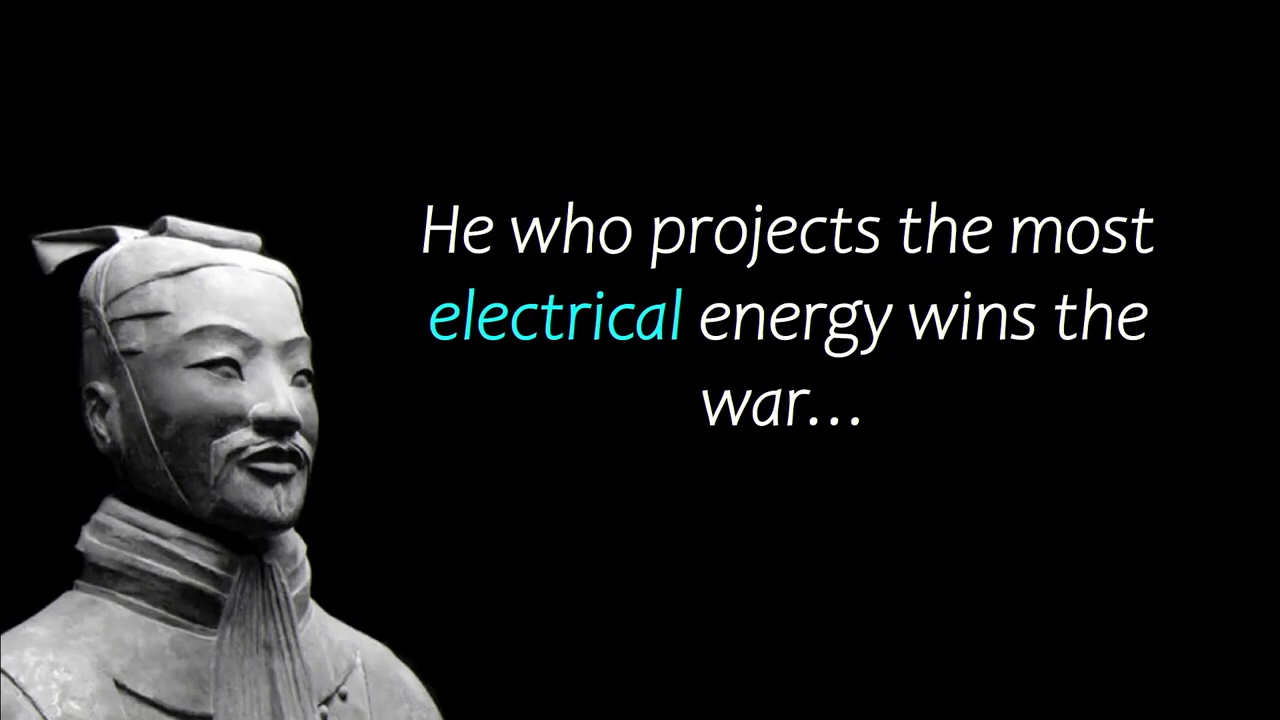 He who projects the most
electrical energy wins the
war...